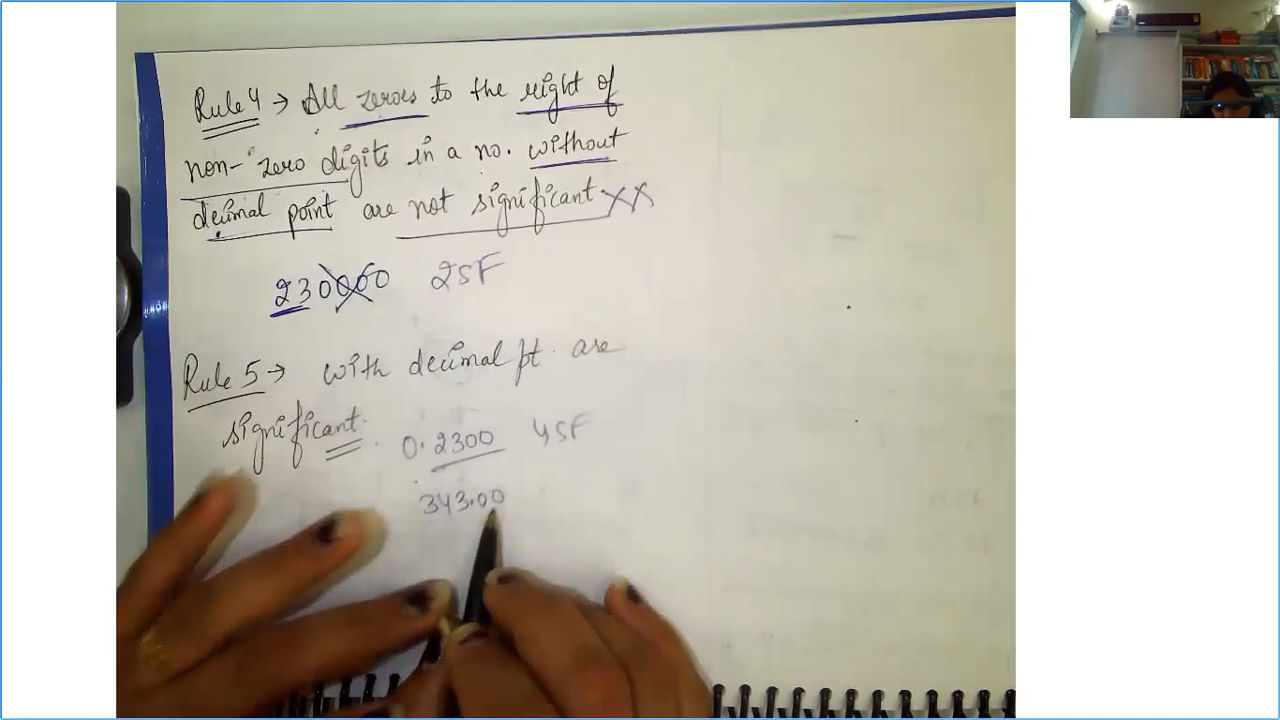 Rule 4 → All zeroes to the right of
non-zero digits in a no. without
decimal point are not significant XX
230000 2SF
Rule 5 → with decimal pt. are
significant.
0.2300 4SF
343.00